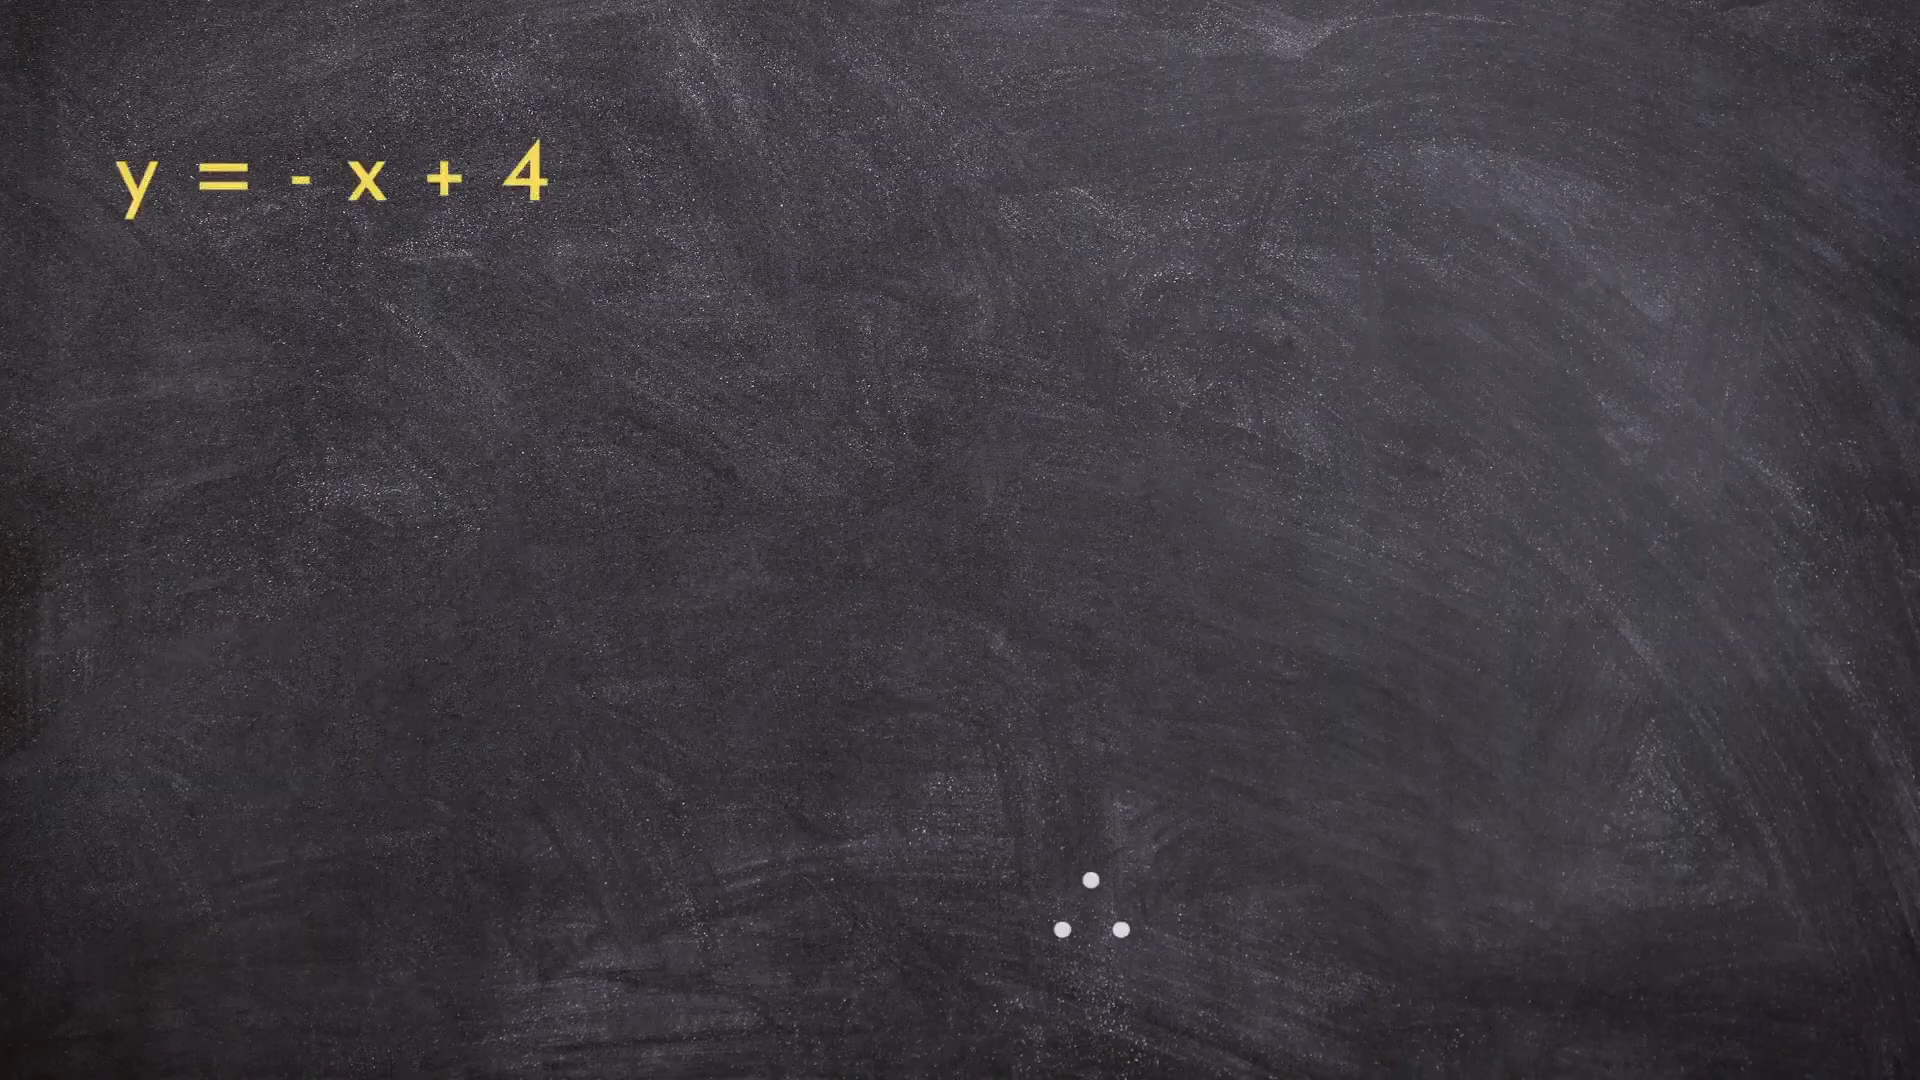 y = - x + 4
∴